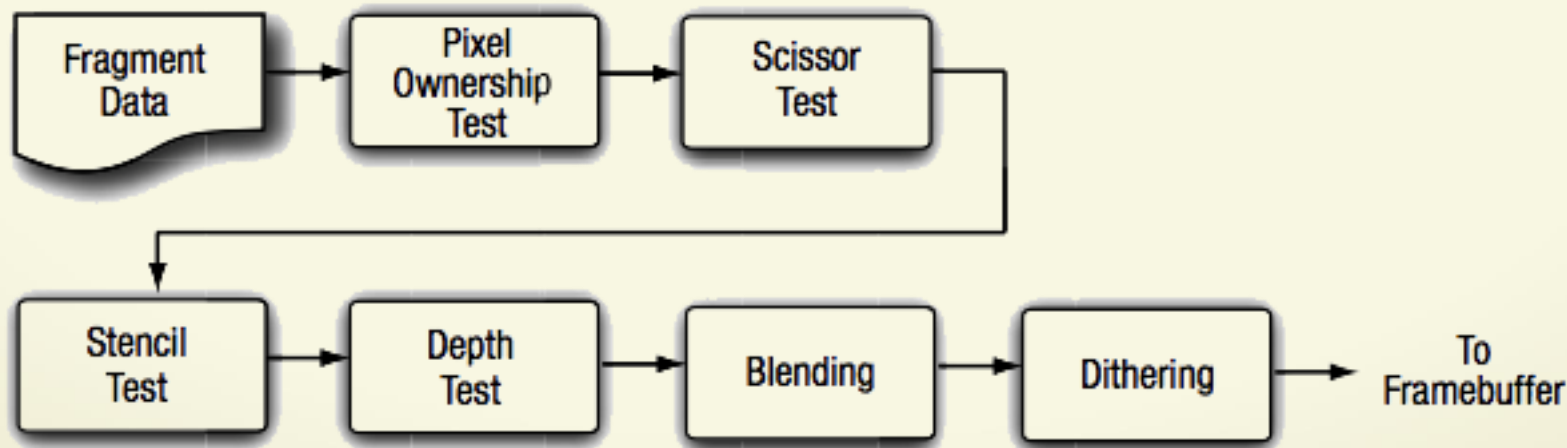 Fragment
Data
Pixel
Ownership
Test
Scissor
Test
Stencil
Test
Depth
Test
Blending
Dithering
To
Framebuffer